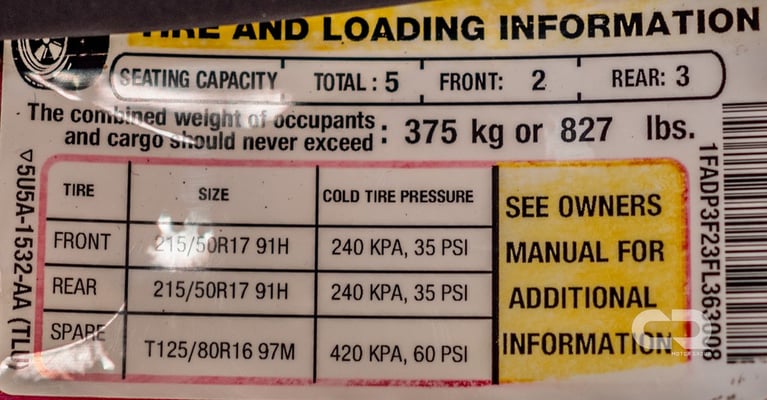 TIRE AND LOADING INFORMATION
SEATING CAPACITY TOTAL : 5 FRONT: 2 REAR: 3
The combined weight of occupants
and cargo should never exceed : 375 kg or 827 lbs.
TIRE SIZE COLD TIRE PRESSURE
FRONT 215/50R17 91H 240 KPA, 35 PSI
REAR 215/50R17 91H 240 KPA, 35 PSI
SPARE T125/80R16 97M 420 KPA, 60 PSI
SEE OWNERS
MANUAL FOR
ADDITIONAL
INFORMATION
▽5U5A-1532-AA (TLI)
1FADP3F23FL363008